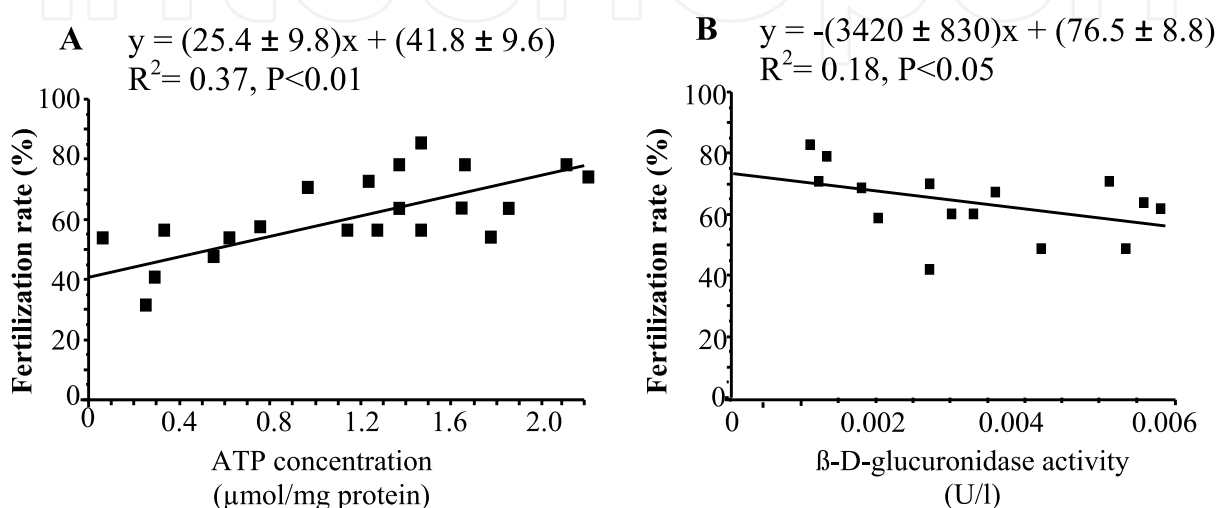 A
y = (25.4 ± 9.8)x + (41.8 ± 9.6)
R²= 0.37, P<0.01
100
80
60
40
20
0
Fertilization rate (%)
0 0.4 0.8 1.2 1.6 2.0
ATP concentration
(µmol/mg protein)
B
y = -(3420 ± 830)x + (76.5 ± 8.8)
R²= 0.18, P<0.05
100
80
60
40
20
0
Fertilization rate (%)
0 0.002 0.004 0.006
ß-D-glucuronidase activity
(U/l)